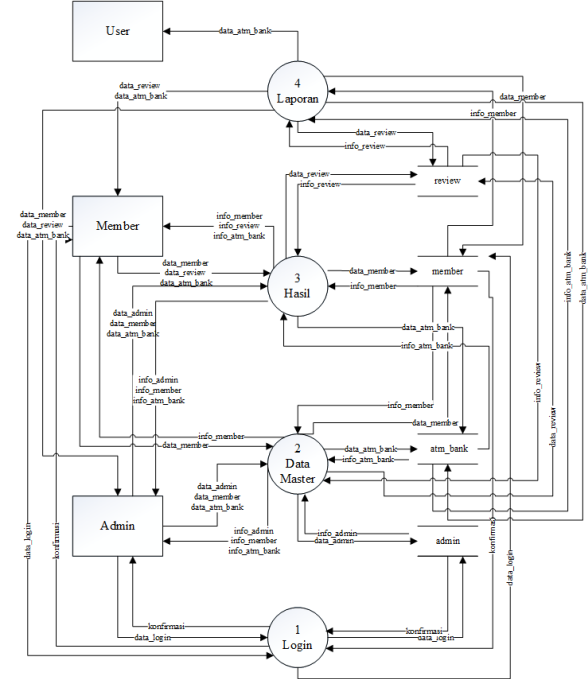 User
data_atm_bank
4
Laporan
data_review
data_atm_bank
data_member
info_member
data_review
info_review
data_review
info_review
review
data_member
data_review
data_atm_bank
Member
info_member
info_review
info_atm_bank
data_member
data_review
data_atm_bank
3
Hasil
data_member
info_member
member
info_atm_bank
data_atm_bank
data_admin
data_member
data_atm_bank
data_atm_bank
info_atm_bank
info_admin
info_member
info_atm_bank
info_review
data_review
info_member
data_member
info_member
data_member
2
Data
Master
data_atm_bank
info_atm_bank
atm_bank
data_admin
data_member
data_atm_bank
Admin
info_admin
info_member
info_atm_bank
info_admin
data_admin
admin
konfirmasi
data_login
data_login
konfirmasi
konfirmasi
data_login
1
Login
konfirmasi
data_login